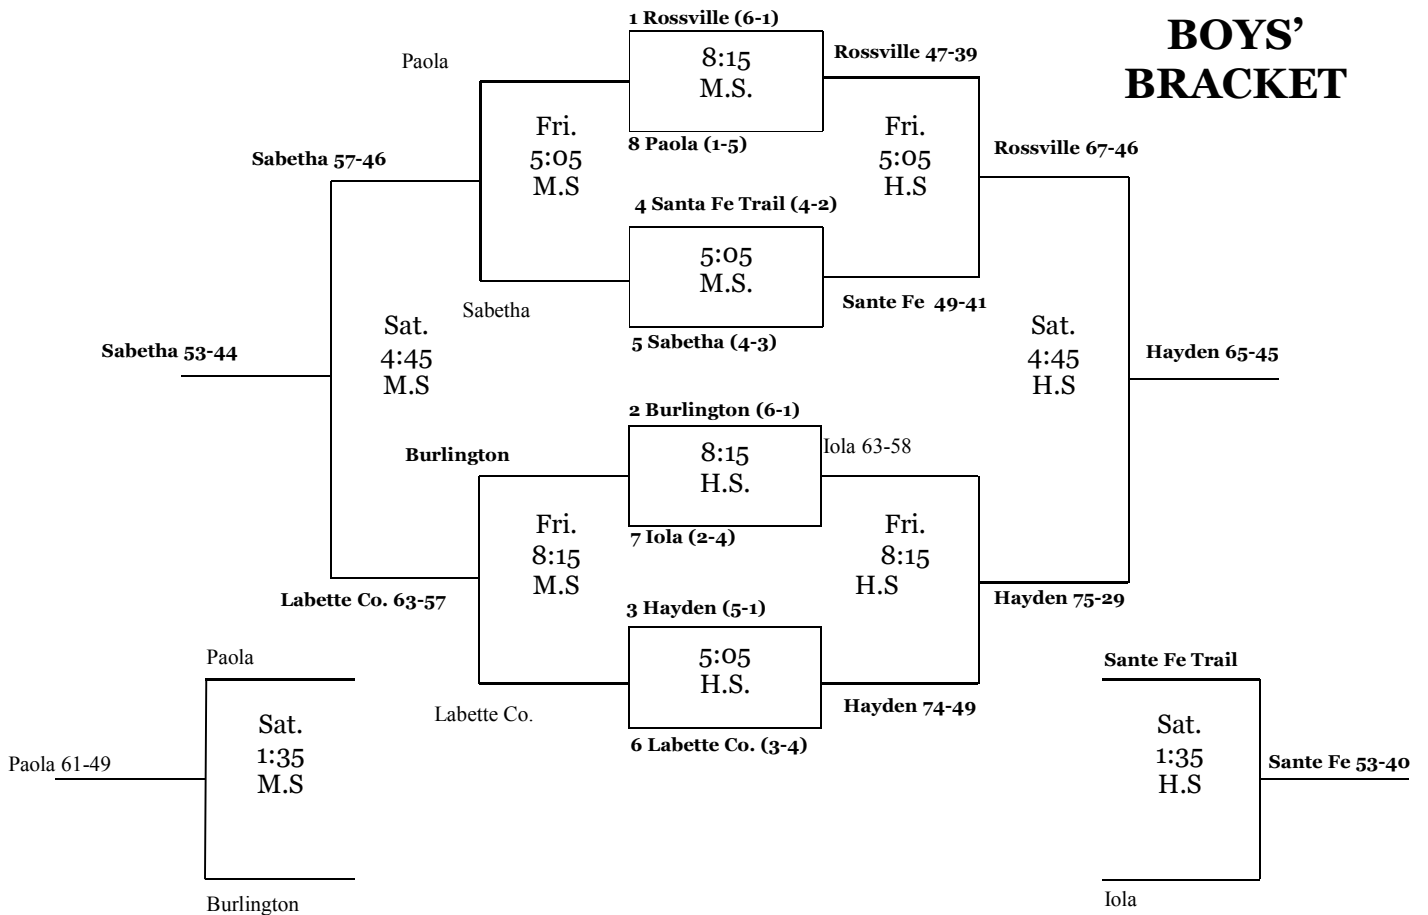 BOYS'
BRACKET
1 Rossville (6-1)
Paola
8:15
M.S.
Rossville 47-39
8 Paola (1-5)
Fri.
5:05
M.S
Fri.
5:05
H.S
Sabetha 57-46
Rossville 67-46
4 Santa Fe Trail (4-2)
5:05
M.S.
Sabetha
Sante Fe 49-41
5 Sabetha (4-3)
Sat.
4:45
M.S
Sat.
4:45
H.S
Sabetha 53-44
Hayden 65-45
2 Burlington (6-1)
Burlington
8:15
H.S.
Iola 63-58
7 Iola (2-4)
Fri.
8:15
M.S
Fri.
8:15
H.S
Labette Co. 63-57
Hayden 75-29
3 Hayden (5-1)
5:05
H.S.
Labette Co.
Hayden 74-49
6 Labette Co. (3-4)
Paola
Sat.
1:35
M.S
Paola 61-49
Burlington
Sante Fe Trail
Sat.
1:35
H.S
Sante Fe 53-40
Iola